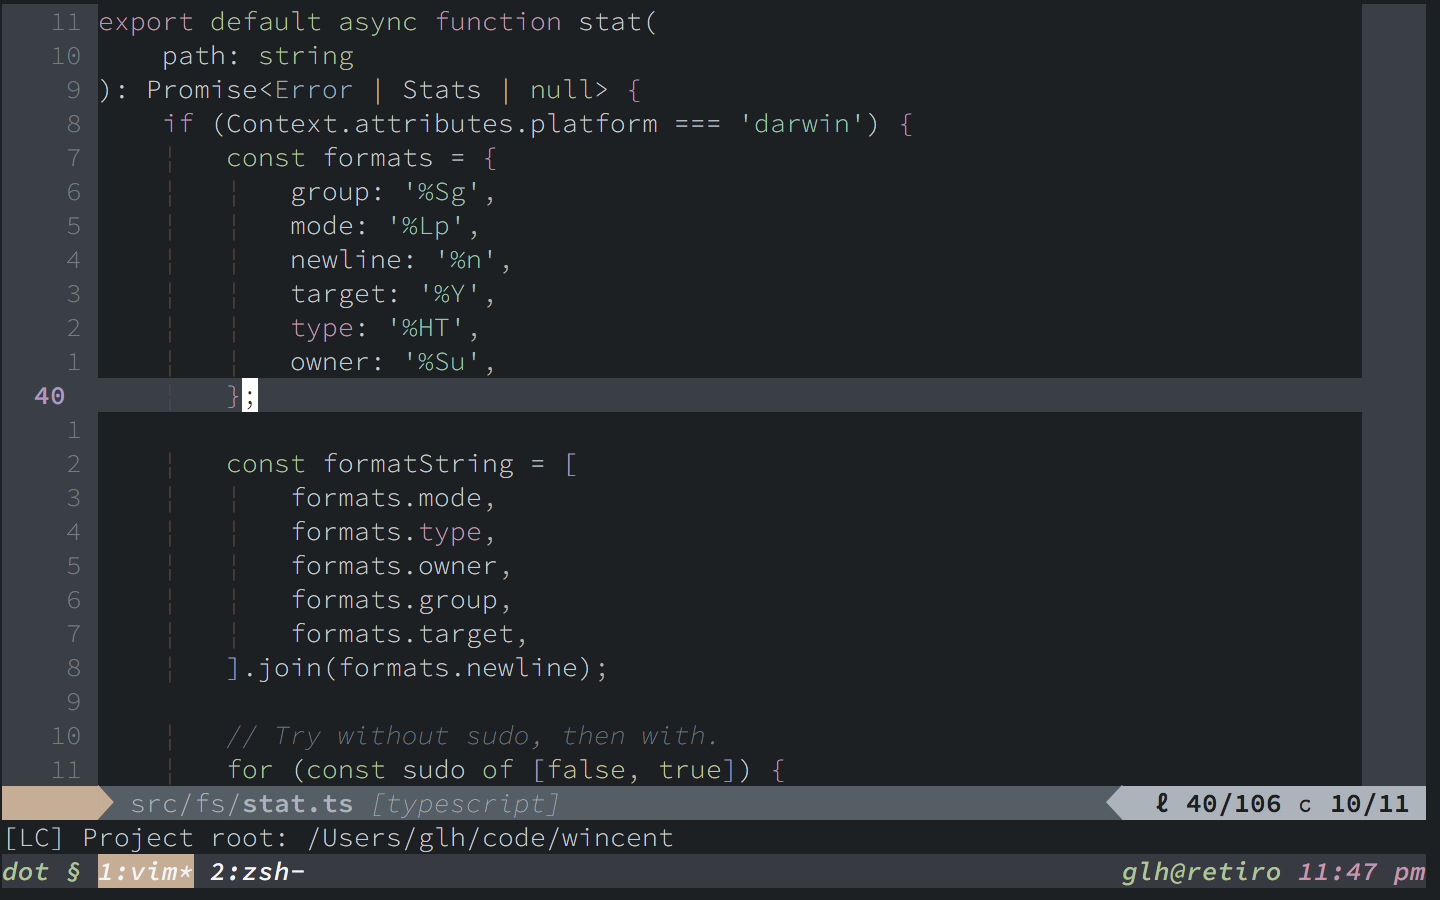 11 export default async function stat(
10     path: string
9 ): Promise<Error | Stats | null> {
8     if (Context.attributes.platform === 'darwin') {
7         const formats = {
6             group: '%Sg',
5             mode: '%Lp',
4             newline: '%n',
3             target: '%Y',
2             type: '%HT',
1             owner: '%Su',
40         };
1
2         const formatString = [
3             formats.mode,
4             formats.type,
5             formats.owner,
6             formats.group,
7             formats.target,
8         ].join(formats.newline);
9
10         // Try without sudo, then with.
11         for (const sudo of [false, true]) {
src/fs/stat.ts [typescript] ℓ 40/106 c 10/11
[LC] Project root: /Users/glh/code/wincent
dot § 1:vim* 2:zsh- glh@retiro 11:47 pm